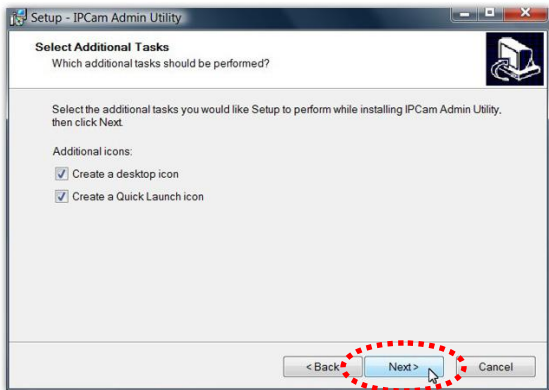 Setup - IPCam Admin Utility
Select Additional Tasks
Which additional tasks should be performed?
Select the additional tasks you would like Setup to perform while installing IPCam Admin Utility,
then click Next.
Additional icons:
Create a desktop icon
Create a Quick Launch icon
< Back
Next >
Cancel